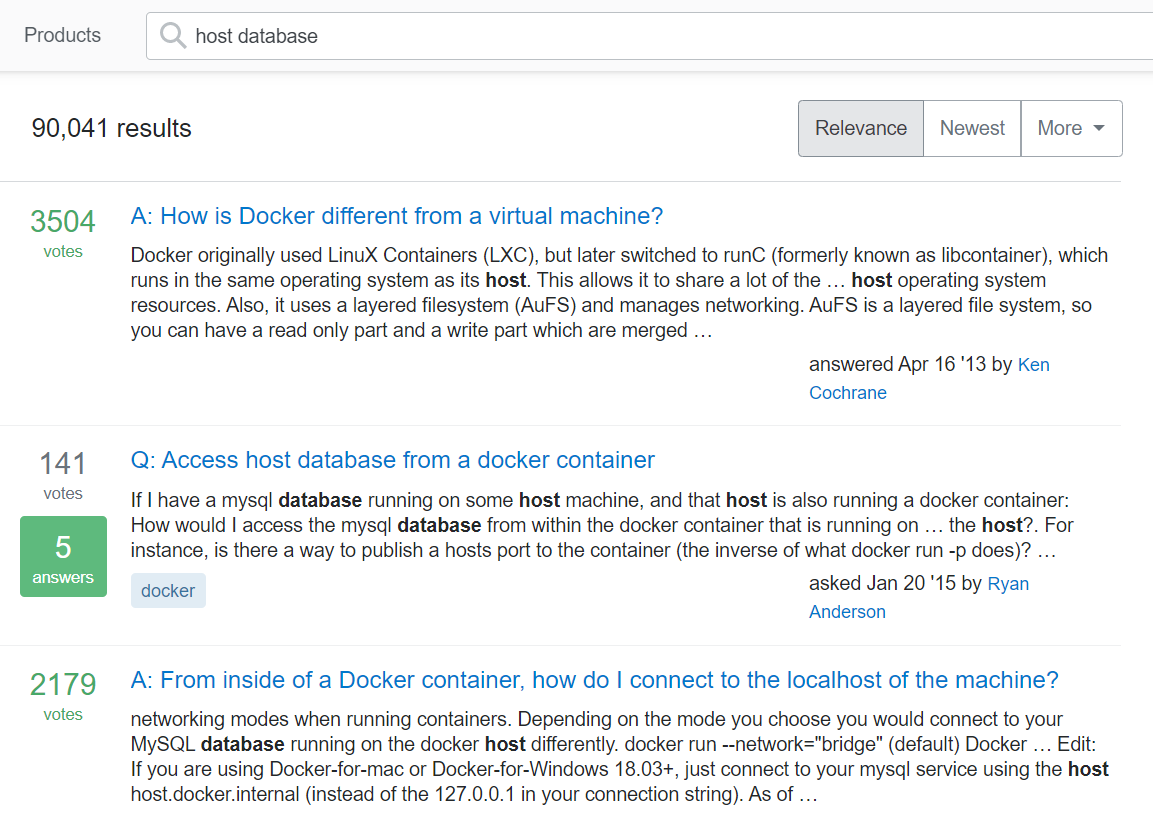 Products
host database
90,041 results
Relevance
Newest
More
3504
votes
A: How is Docker different from a virtual machine?
Docker originally used LinuX Containers (LXC), but later switched to runC (formerly known as libcontainer), which
runs in the same operating system as its host. This allows it to share a lot of the … host operating system
resources. Also, it uses a layered filesystem (AuFS) and manages networking. AuFS is a layered file system, so
you can have a read only part and a write part which are merged …
answered Apr 16 '13 by Ken
Cochrane
141
votes
5
answers
Q: Access host database from a docker container
If I have a mysql database running on some host machine, and that host is also running a docker container:
How would I access the mysql database from within the docker container that is running on … the host?. For
instance, is there a way to publish a hosts port to the container (the inverse of what docker run -p does)? …
docker
asked Jan 20 '15 by Ryan
Anderson
2179
votes
A: From inside of a Docker container, how do I connect to the localhost of the machine?
networking modes when running containers. Depending on the mode you choose you would connect to your
MySQL database running on the docker host differently. docker run --network="bridge" (default) Docker … Edit:
If you are using Docker-for-mac or Docker-for-Windows 18.03+, just connect to your mysql service using the host
host.docker.internal (instead of the 127.0.0.1 in your connection string). As of …